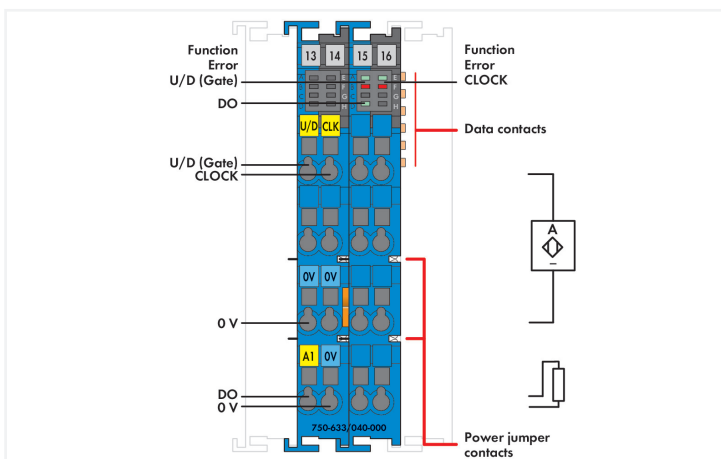 Function
Error
U/D (Gate)
DO
13 14 15 16
Function
Error
CLOCK
E
F
G
H
E
F
G
H
U/D CLK
Data contacts
U/D (Gate)
CLOCK
A
0V 0V
0 V
A1 0V
DO
0 V
750-633/040-000
Power jumper
contacts